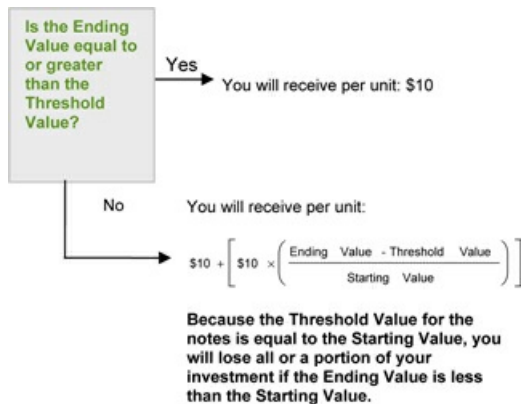 Is the Ending
Value equal to
or greater
than the
Threshold
Value?
Yes
You will receive per unit: $10
No
You will receive per unit:
$10 + [ $10 × ( Ending Value - Threshold Value
Starting Value ) ]
Because the Threshold Value for the
notes is equal to the Starting Value, you
will lose all or a portion of your
investment if the Ending Value is less
than the Starting Value.